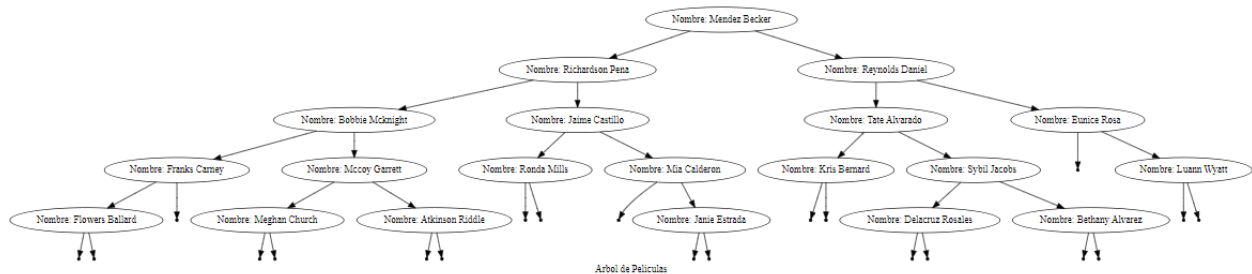 Nombre: Mendez Becker
Nombre: Richardson Pena
Nombre: Reynolds Daniel
Nombre: Bobbie Mcknight
Nombre: Jaime Castillo
Nombre: Tate Alvarado
Nombre: Eunice Rosa
Nombre: Franks Carney
Nombre: Mccoy Garrett
Nombre: Ronda Mills
Nombre: Mia Calderon
Nombre: Kris Bernard
Nombre: Sybil Jacobs
Nombre: Luann Wyatt
Nombre: Flowers Ballard
Nombre: Meghan Church
Nombre: Atkinson Riddle
Nombre: Janie Estrada
Nombre: Delacruz Rosales
Nombre: Bethany Alvarez
Arbol de Peliculas